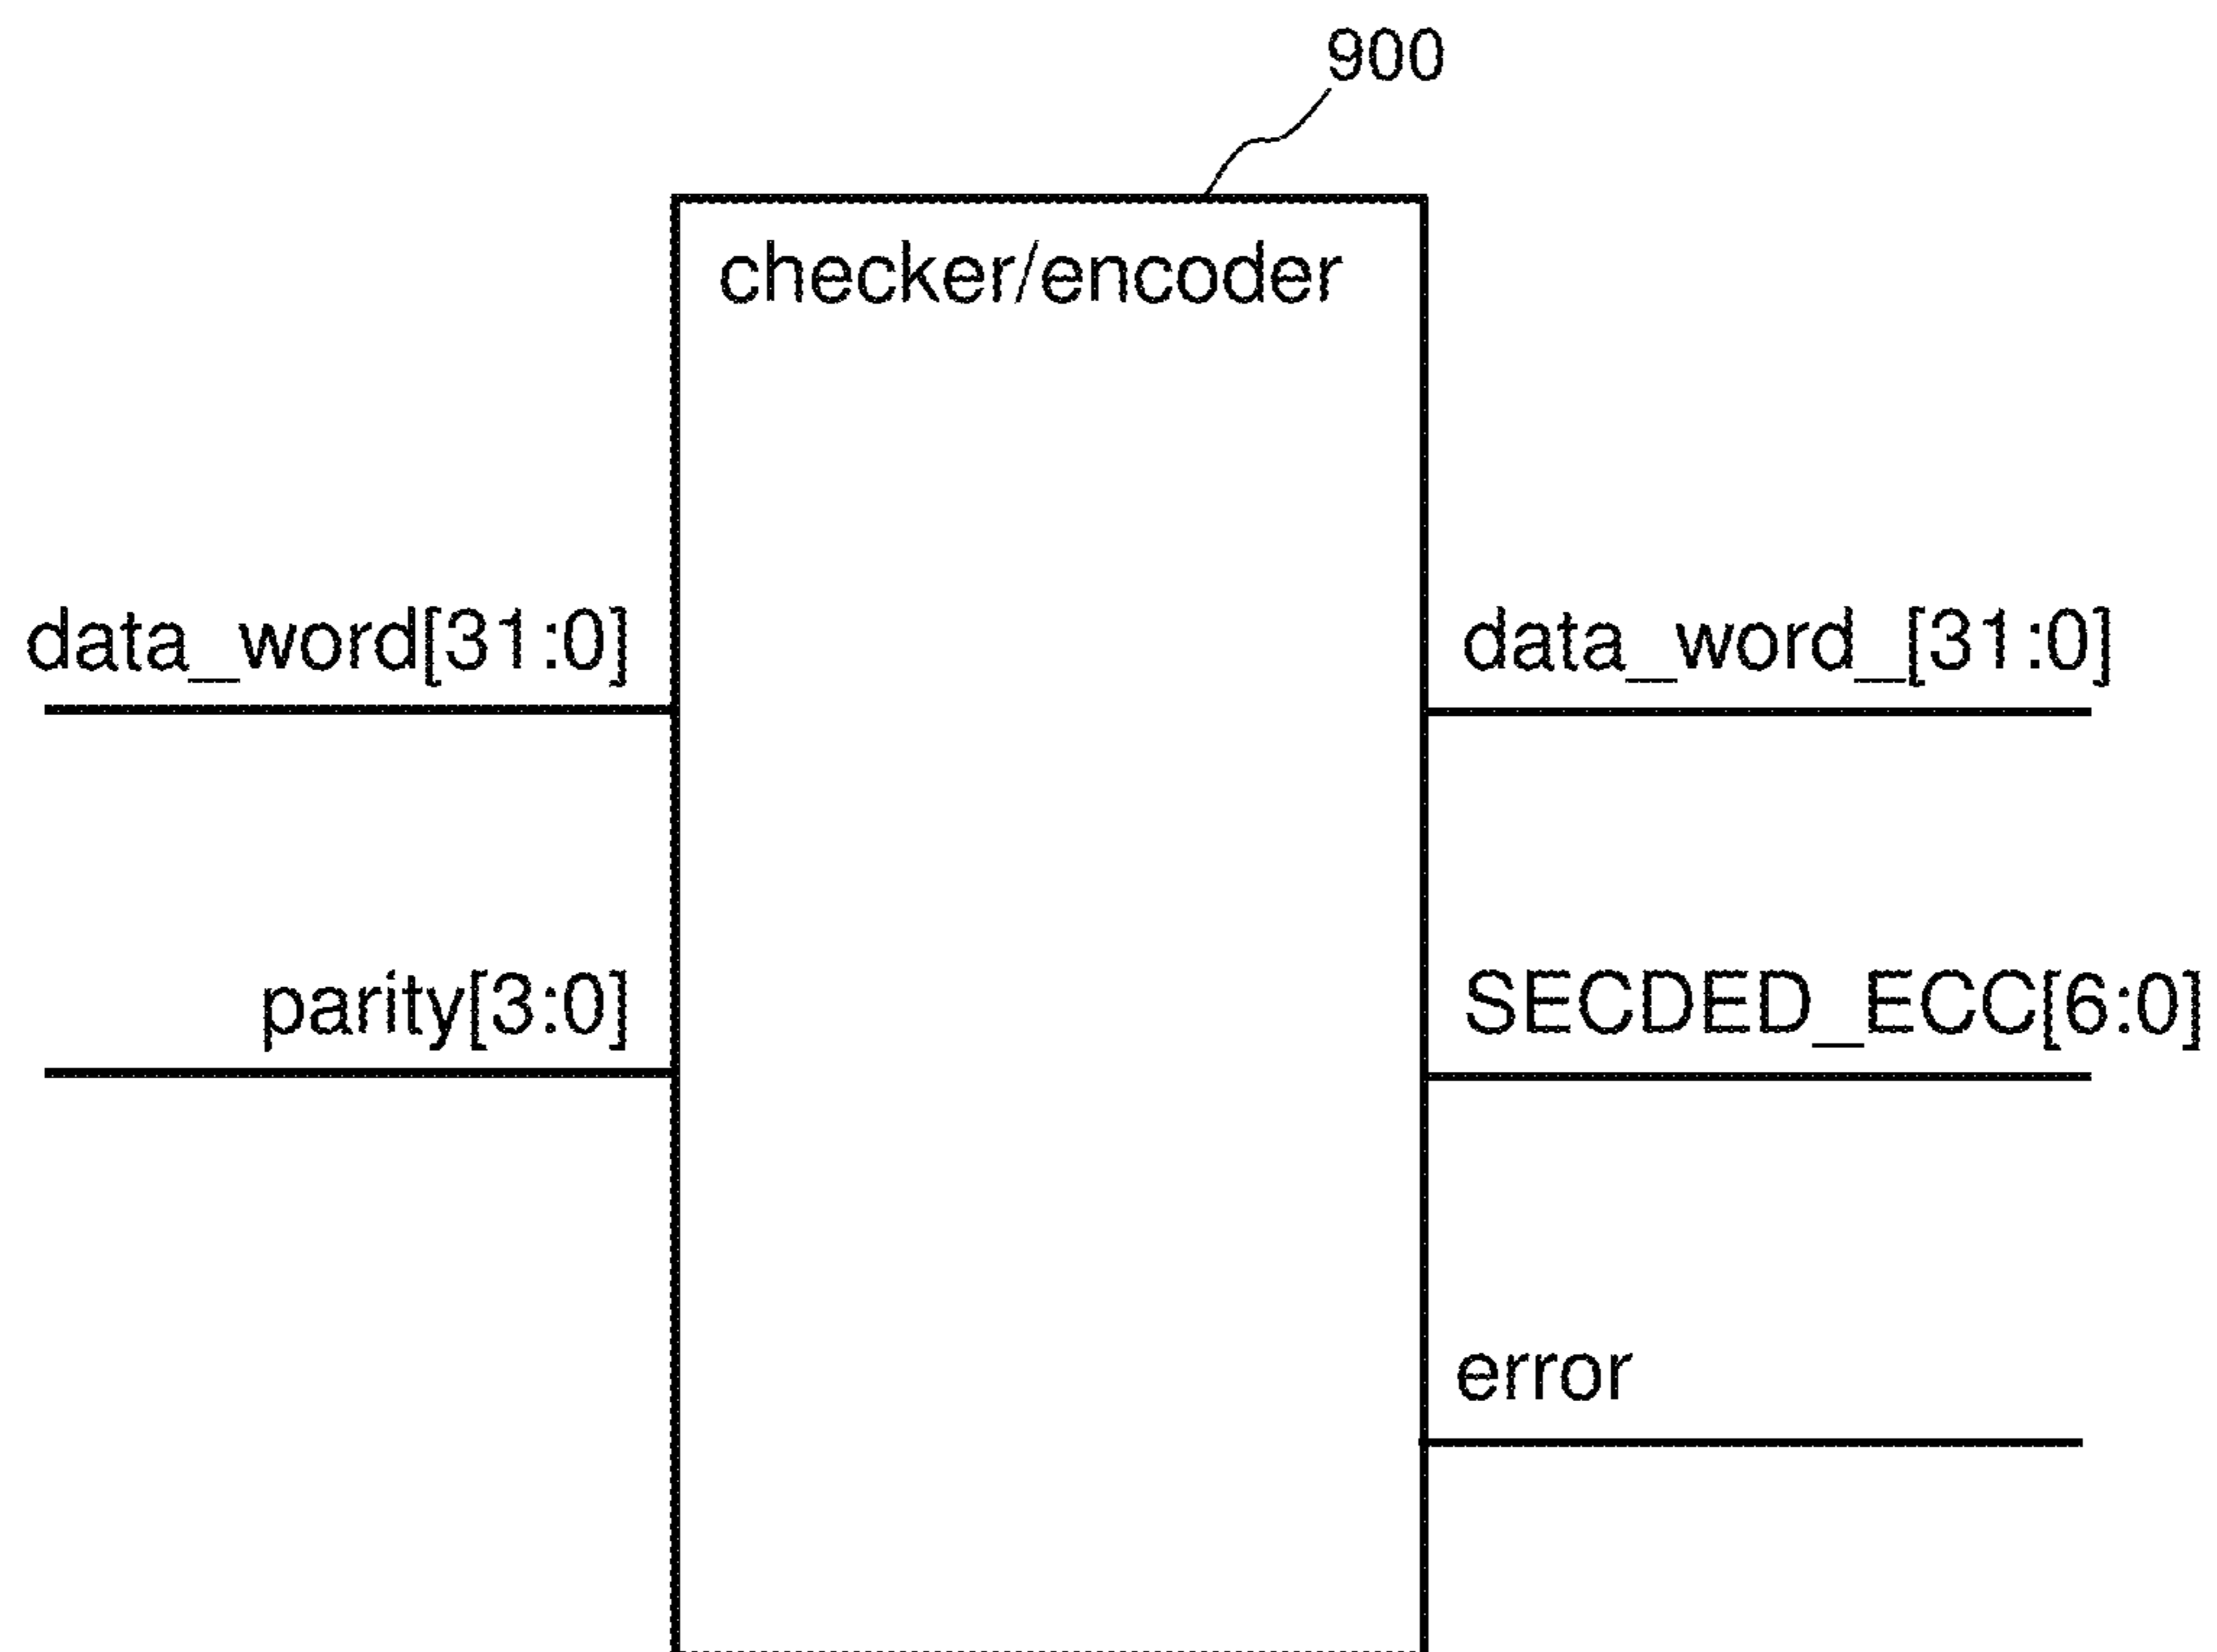 900
checker/encoder
data_word[31:0]
data_word_[31:0]
parity[3:0]
SECDED_ECC[6:0]
error